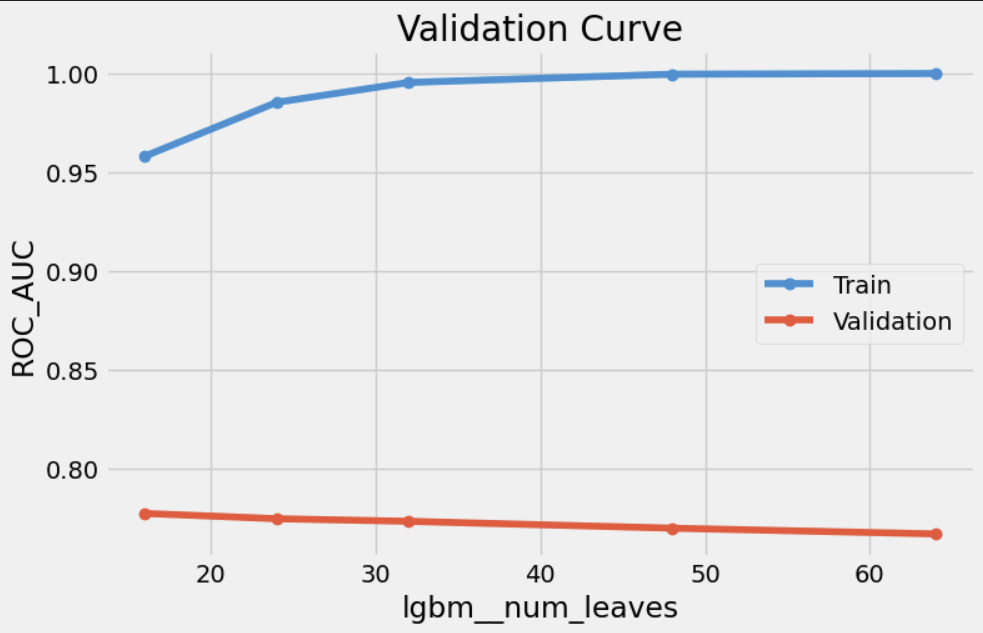 Validation Curve
1.00
0.95
0.90
0.85
0.80
ROC_AUC
Train
Validation
20 30 40 50 60
lgbm__num_leaves